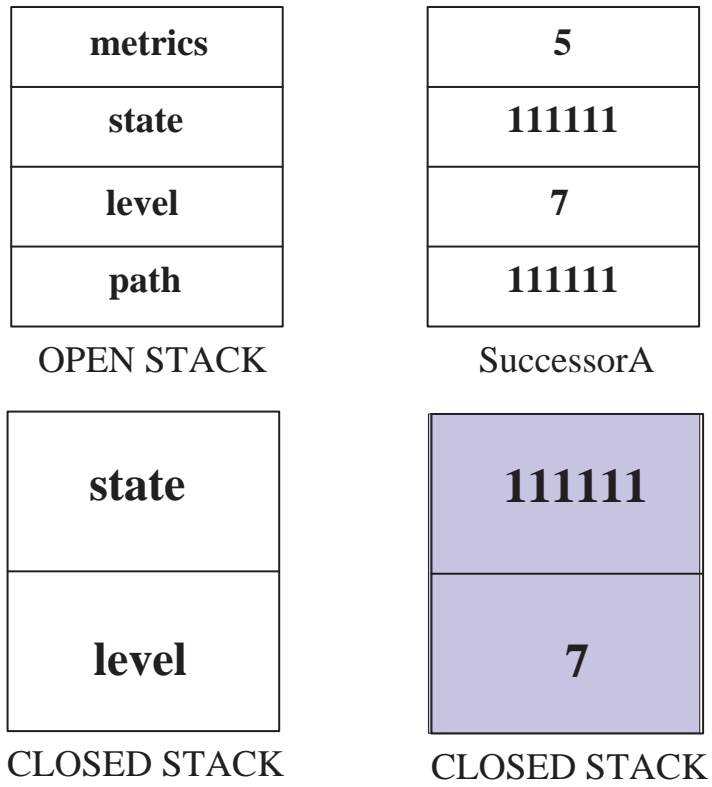 metrics
state
level
path
OPEN STACK
5
111111
7
111111
SuccessorA
state
level
CLOSED STACK
111111
7
CLOSED STACK